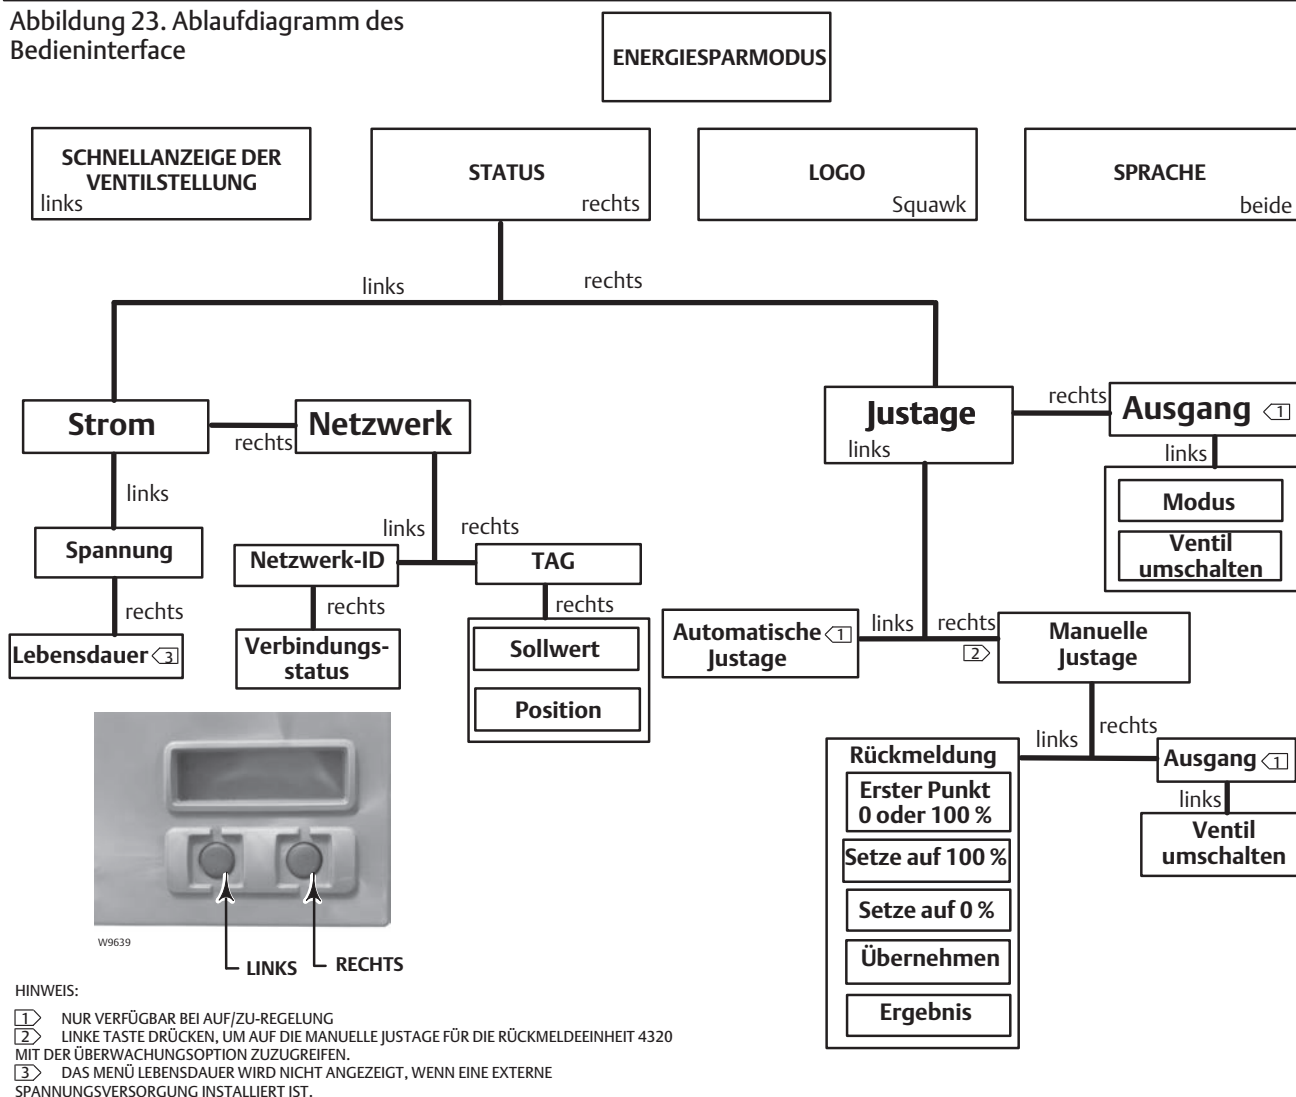 Abbildung 23. Ablaufdiagramm des
Bedieninterface
ENERGIESPARMODUS
SCHNELLANZEIGE DER
VENTILSTELLUNG
links
STATUS
rechts
LOGO
Squawk
SPRACHE
beide
links
rechts
Strom
rechts
Netzwerk
Justage
links
rechts
Ausgang 1
links
Modus
Ventil
umschalten
links
Spannung
rechts
Lebensdauer 3
links
rechts
Netzwerk-ID
rechts
Verbindungs-
status
TAG
rechts
Sollwert
Position
Automatische 1
Justage
links
rechts
2
Manuelle
Justage
links
rechts
Rückmeldung
Erster Punkt
0 oder 100 %
Setze auf 100 %
Setze auf 0 %
Übernehmen
Ergebnis
Ausgang 1
links
Ventil
umschalten
W9639
LINKS
RECHTS
HINWEIS:
1 NUR VERFÜGBAR BEI AUF/ZU-REGELUNG
2 LINKE TASTE DRÜCKEN, UM AUF DIE MANUELLE JUSTAGE FÜR DIE RÜCKMELDEEINHEIT 4320
MIT DER ÜBERWACHUNGSOPTION ZUZUGREIFEN.
3 DAS MENÜ LEBENSDAUER WIRD NICHT ANGEZEIGT, WENN EINE EXTERNE
SPANNUNGSVERSORGUNG INSTALLIERT IST.